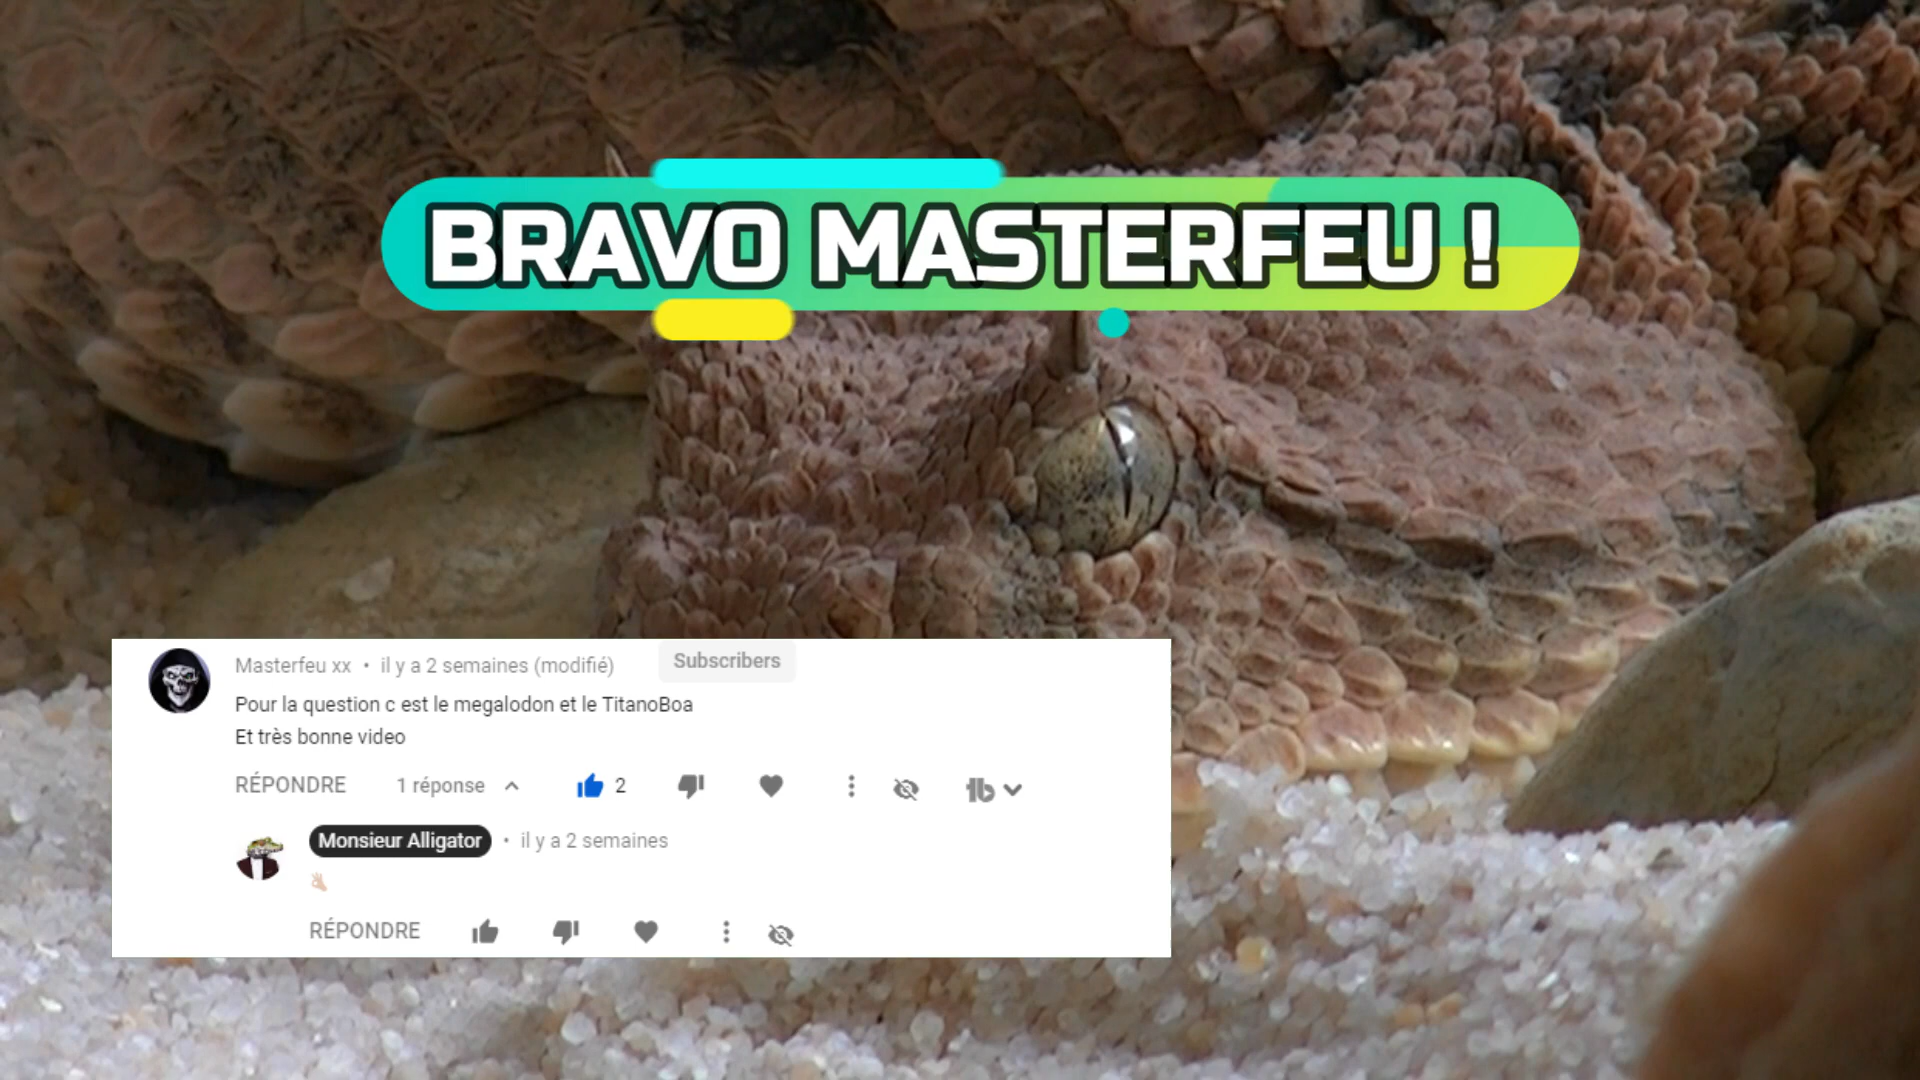 BRAVO MASTERFEU !
Masterfeu xx • il y a 2 semaines (modifié) Subscribers
Pour la question c est le megalodon et le TitanoBoa
Et très bonne video
RÉPONDRE 1 réponse 2
Monsieur Alligator • il y a 2 semaines
👌🏻
RÉPONDRE